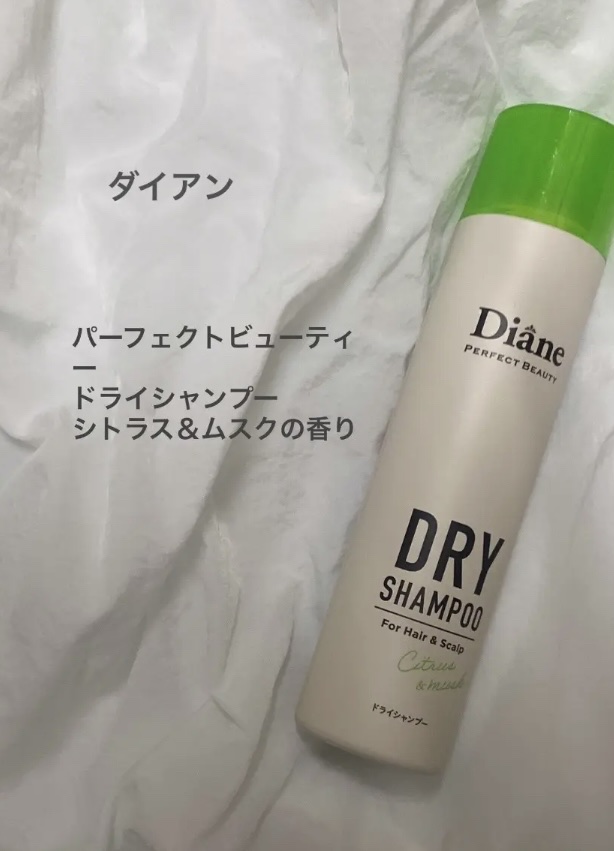 ダイアン
パーフェクトビューティ
ー
ドライシャンプー
シトラス&ムスクの香り
Diane
PERFECT BEAUTY
DRY
SHAMPOO
For Hair & Scalp
Citrus
& musk
ドライシャンプー